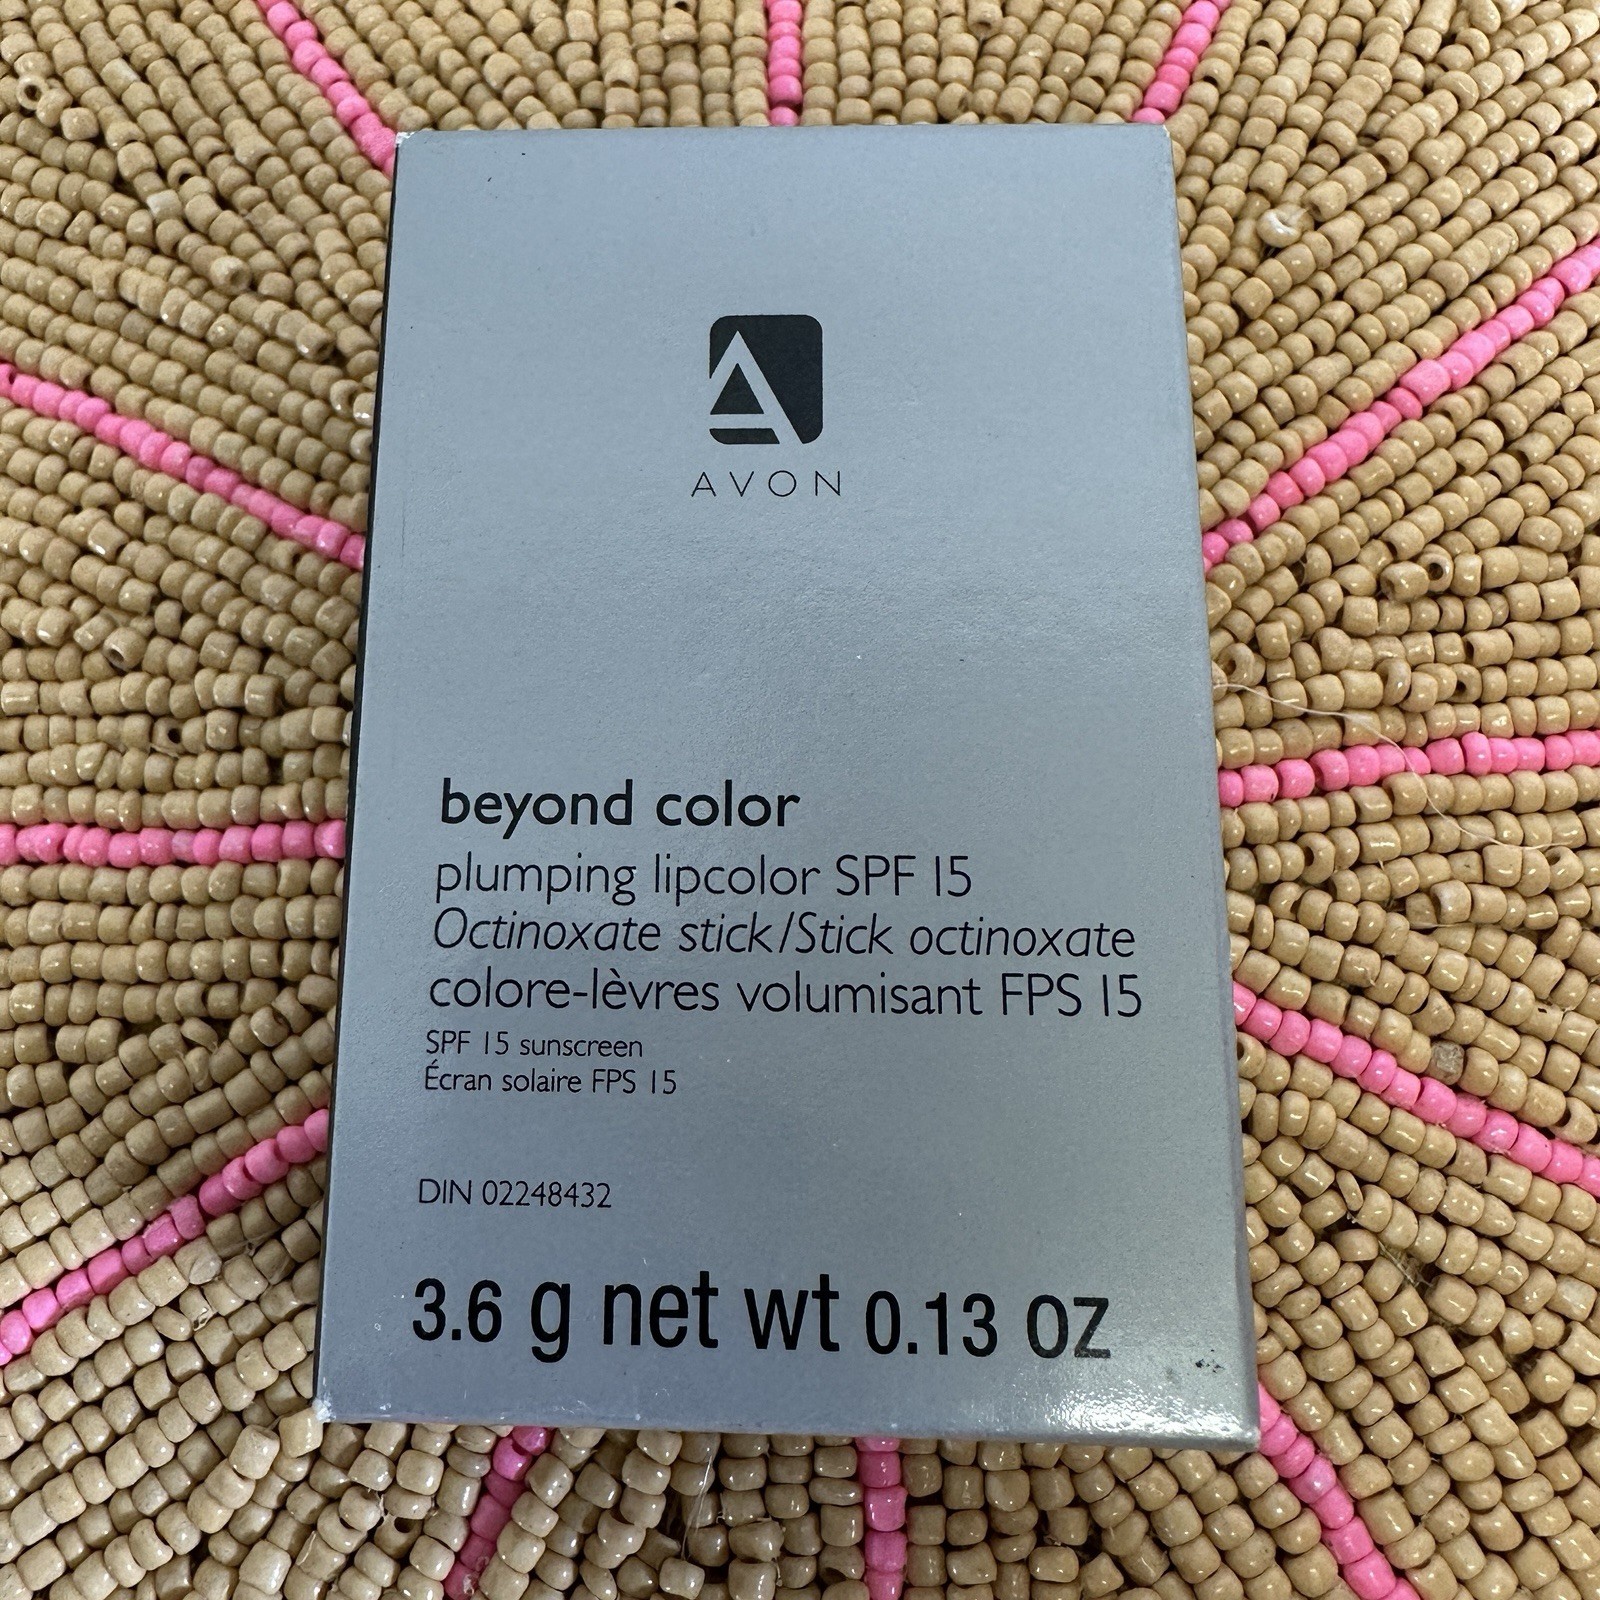 AVON
beyond color
plumping lipcolor SPF 15
Octinoxate stick/Stick octinoxate
colore-lèvres volumisant FPS 15
SPF 15 sunscreen
Écran solaire FPS 15
DIN 02248432
3.6 g net wt 0.13 oz